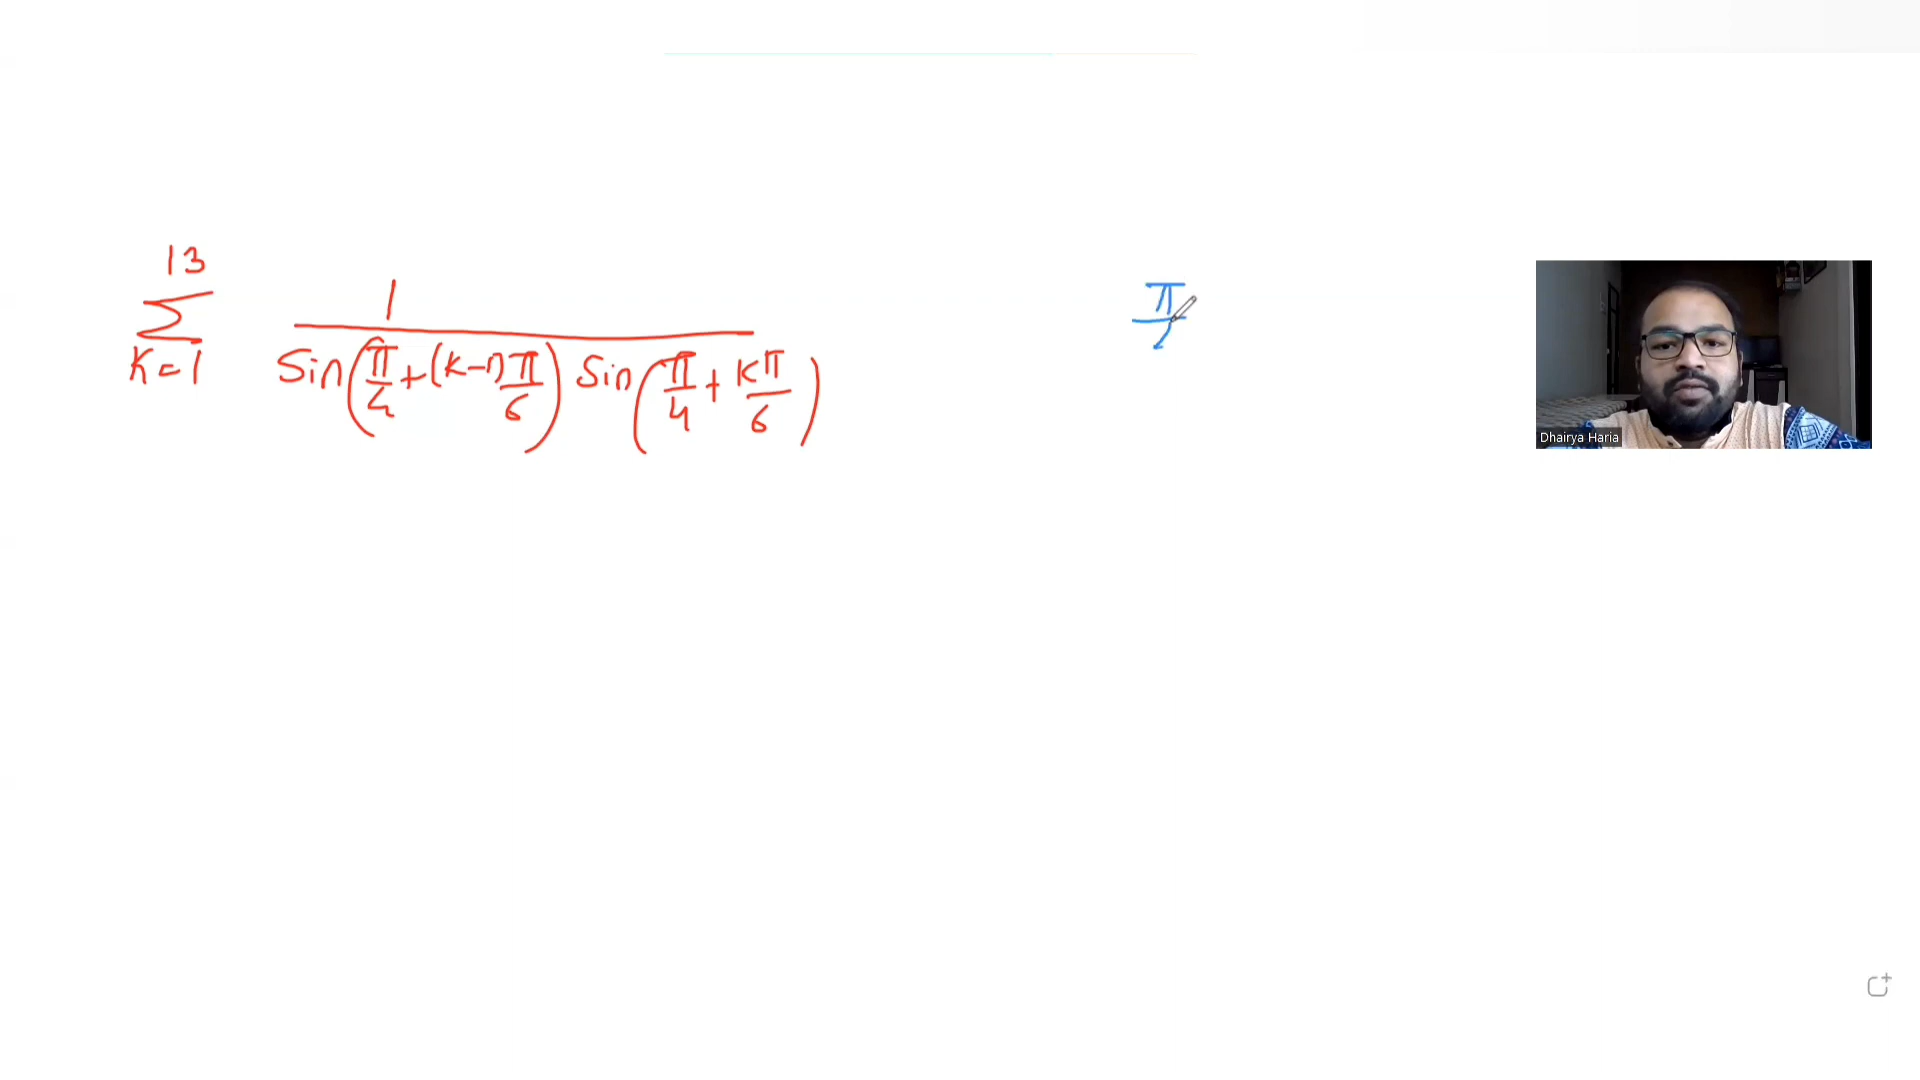 13
Σ
K=1
1
Sin(π/4+(k-1)π/6) Sin(π/4+kπ/6)
π
Dhairya Haria